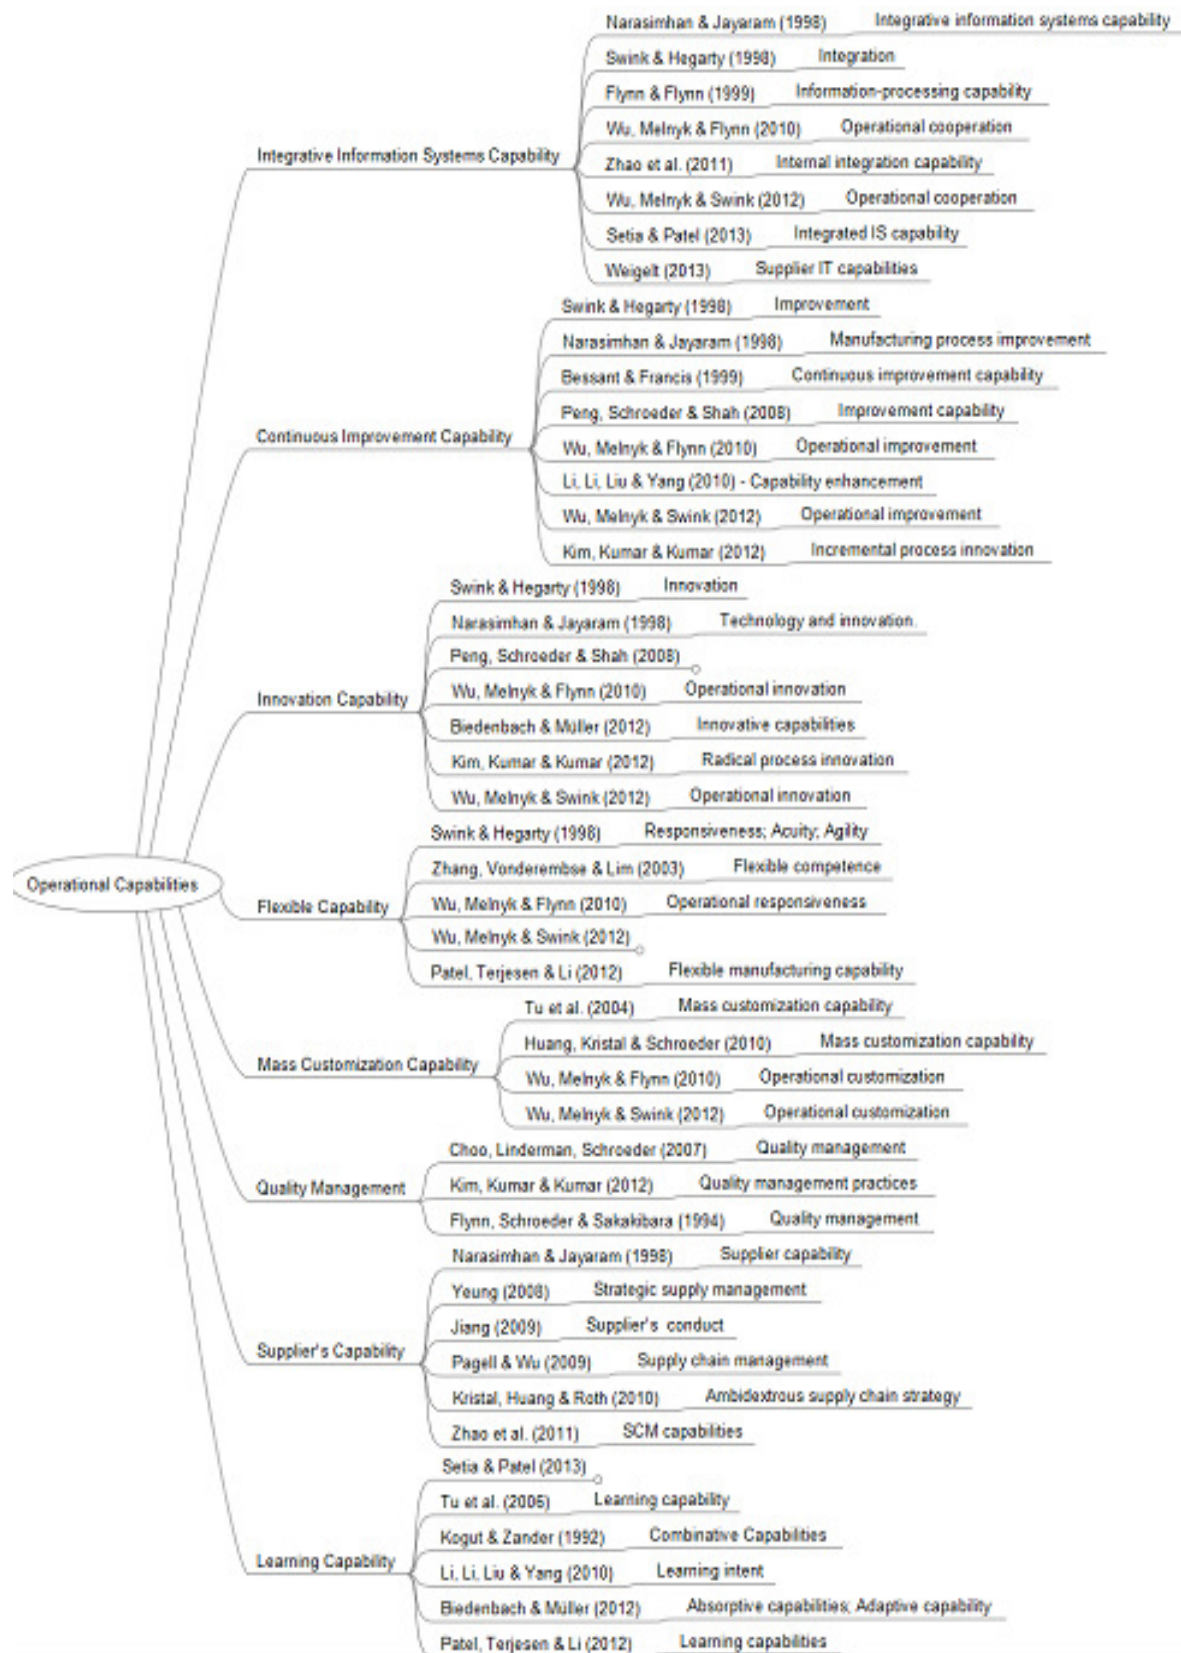 Narasimhan & Jayaram (1998) Integrative information systems capability
Swink & Hegarty (1998) Integration
Flynn & Flynn (1999) Information-processing capability
Wu, Melnyk & Flynn (2010) Operational cooperation
Integrative Information Systems Capability
Zhao et al. (2011) Internal integration capability
Wu, Melnyk & Swink (2012) Operational cooperation
Setia & Patel (2013) Integrated IS capability
Weigelt (2013) Supplier IT capabilities
Swink & Hegarty (1998) Improvement
Narasimhan & Jayaram (1998) Manufacturing process improvement
Bessant & Francis (1999) Continuous improvement capability
Peng, Schroeder & Shah (2008) Improvement capability
Continuous Improvement Capability
Wu, Melnyk & Flynn (2010) Operational improvement
Li, Li, Liu & Yang (2010) - Capability enhancement
Wu, Melnyk & Swink (2012) Operational improvement
Kim, Kumar & Kumar (2012) Incremental process innovation
Swink & Hegarty (1998) Innovation
Narasimhan & Jayaram (1998) Technology and innovation.
Peng, Schroeder & Shah (2008)
Wu, Melnyk & Flynn (2010) Operational innovation
Innovation Capability
Biedenbach & Müller (2012) Innovative capabilities
Kim, Kumar & Kumar (2012) Radical process innovation
Wu, Melnyk & Swink (2012) Operational innovation
Swink & Hegarty (1998) Responsiveness; Acuity; Agility
Zhang, Vonderembse & Lim (2003) Flexible competence
Operational Capabilities
Flexible Capability
Wu, Melnyk & Flynn (2010) Operational responsiveness
Wu, Melnyk & Swink (2012)
Patel, Terjesen & Li (2012) Flexible manufacturing capability
Tu et al. (2004) Mass customization capability
Huang, Kristal & Schroeder (2010) Mass customization capability
Mass Customization Capability
Wu, Melnyk & Flynn (2010) Operational customization
Wu, Melnyk & Swink (2012) Operational customization
Choo, Linderman, Schroeder (2007) Quality management
Quality Management
Kim, Kumar & Kumar (2012) Quality management practices
Flynn, Schroeder & Sakakibara (1994) Quality management
Narasimhan & Jayaram (1998) Supplier capability
Yeung (2008) Strategic supply management
Jiang (2009) Supplier's conduct
Supplier's Capability
Pagell & Wu (2009) Supply chain management
Kristal, Huang & Roth (2010) Ambidextrous supply chain strategy
Zhao et al. (2011) SCM capabilities
Setia & Patel (2013)
Tu et al. (2006) Learning capability
Kogut & Zander (1992) Combinative Capabilities
Learning Capability
Li, Li, Liu & Yang (2010) Learning intent
Biedenbach & Müller (2012) Absorptive capabilities; Adaptive capability
Patel, Terjesen & Li (2012) Learning capabilities